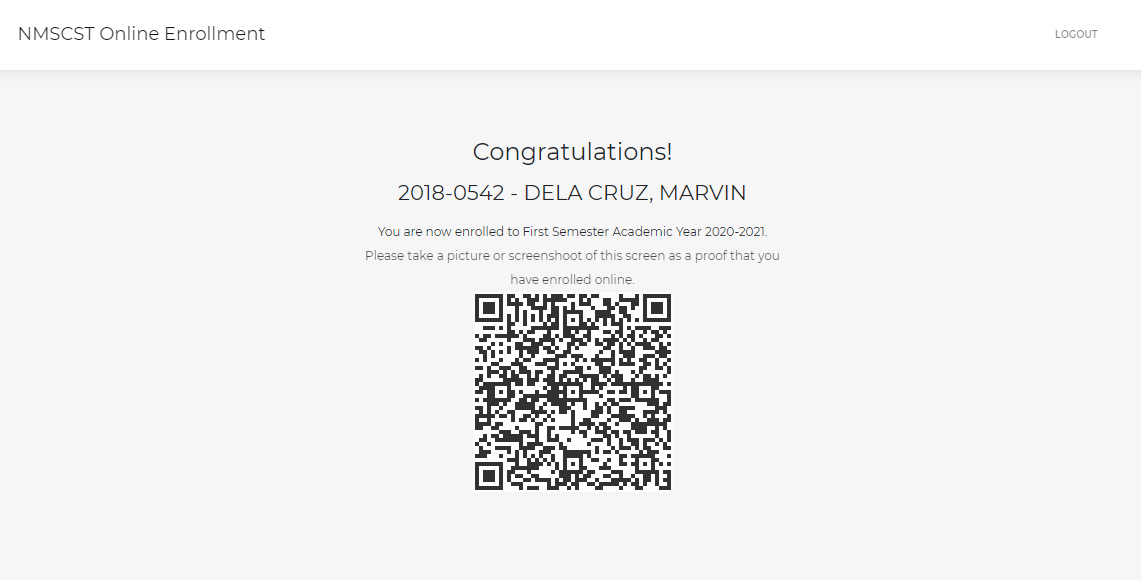 NMSCST Online Enrollment
LOGOUT
Congratulations!
2018-0542 - DELA CRUZ, MARVIN
You are now enrolled to First Semester Academic Year 2020-2021.
Please take a picture or screenshoot of this screen as a proof that you
have enrolled online.